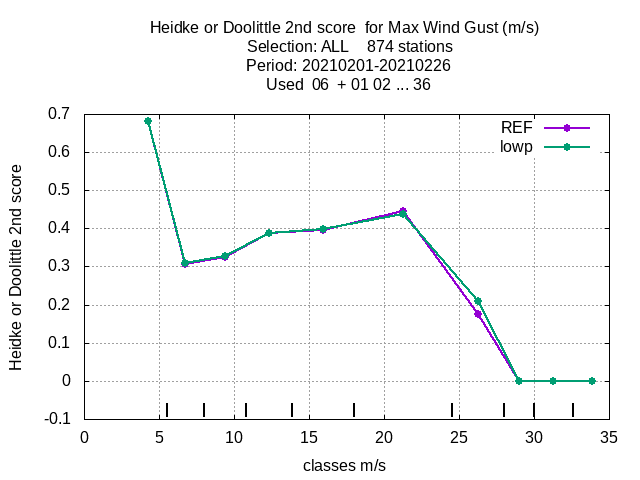 Heidke or Doolittle 2nd score  for Max Wind Gust (m/s)
Selection: ALL    874 stations
Period: 20210201-20210226
Used  06  + 01 02 ... 36
REF
lowp
Heidke or Doolittle 2nd score
0.7
0.6
0.5
0.4
0.3
0.2
0.1
0
-0.1
0 5 10 15 20 25 30 35
classes m/s